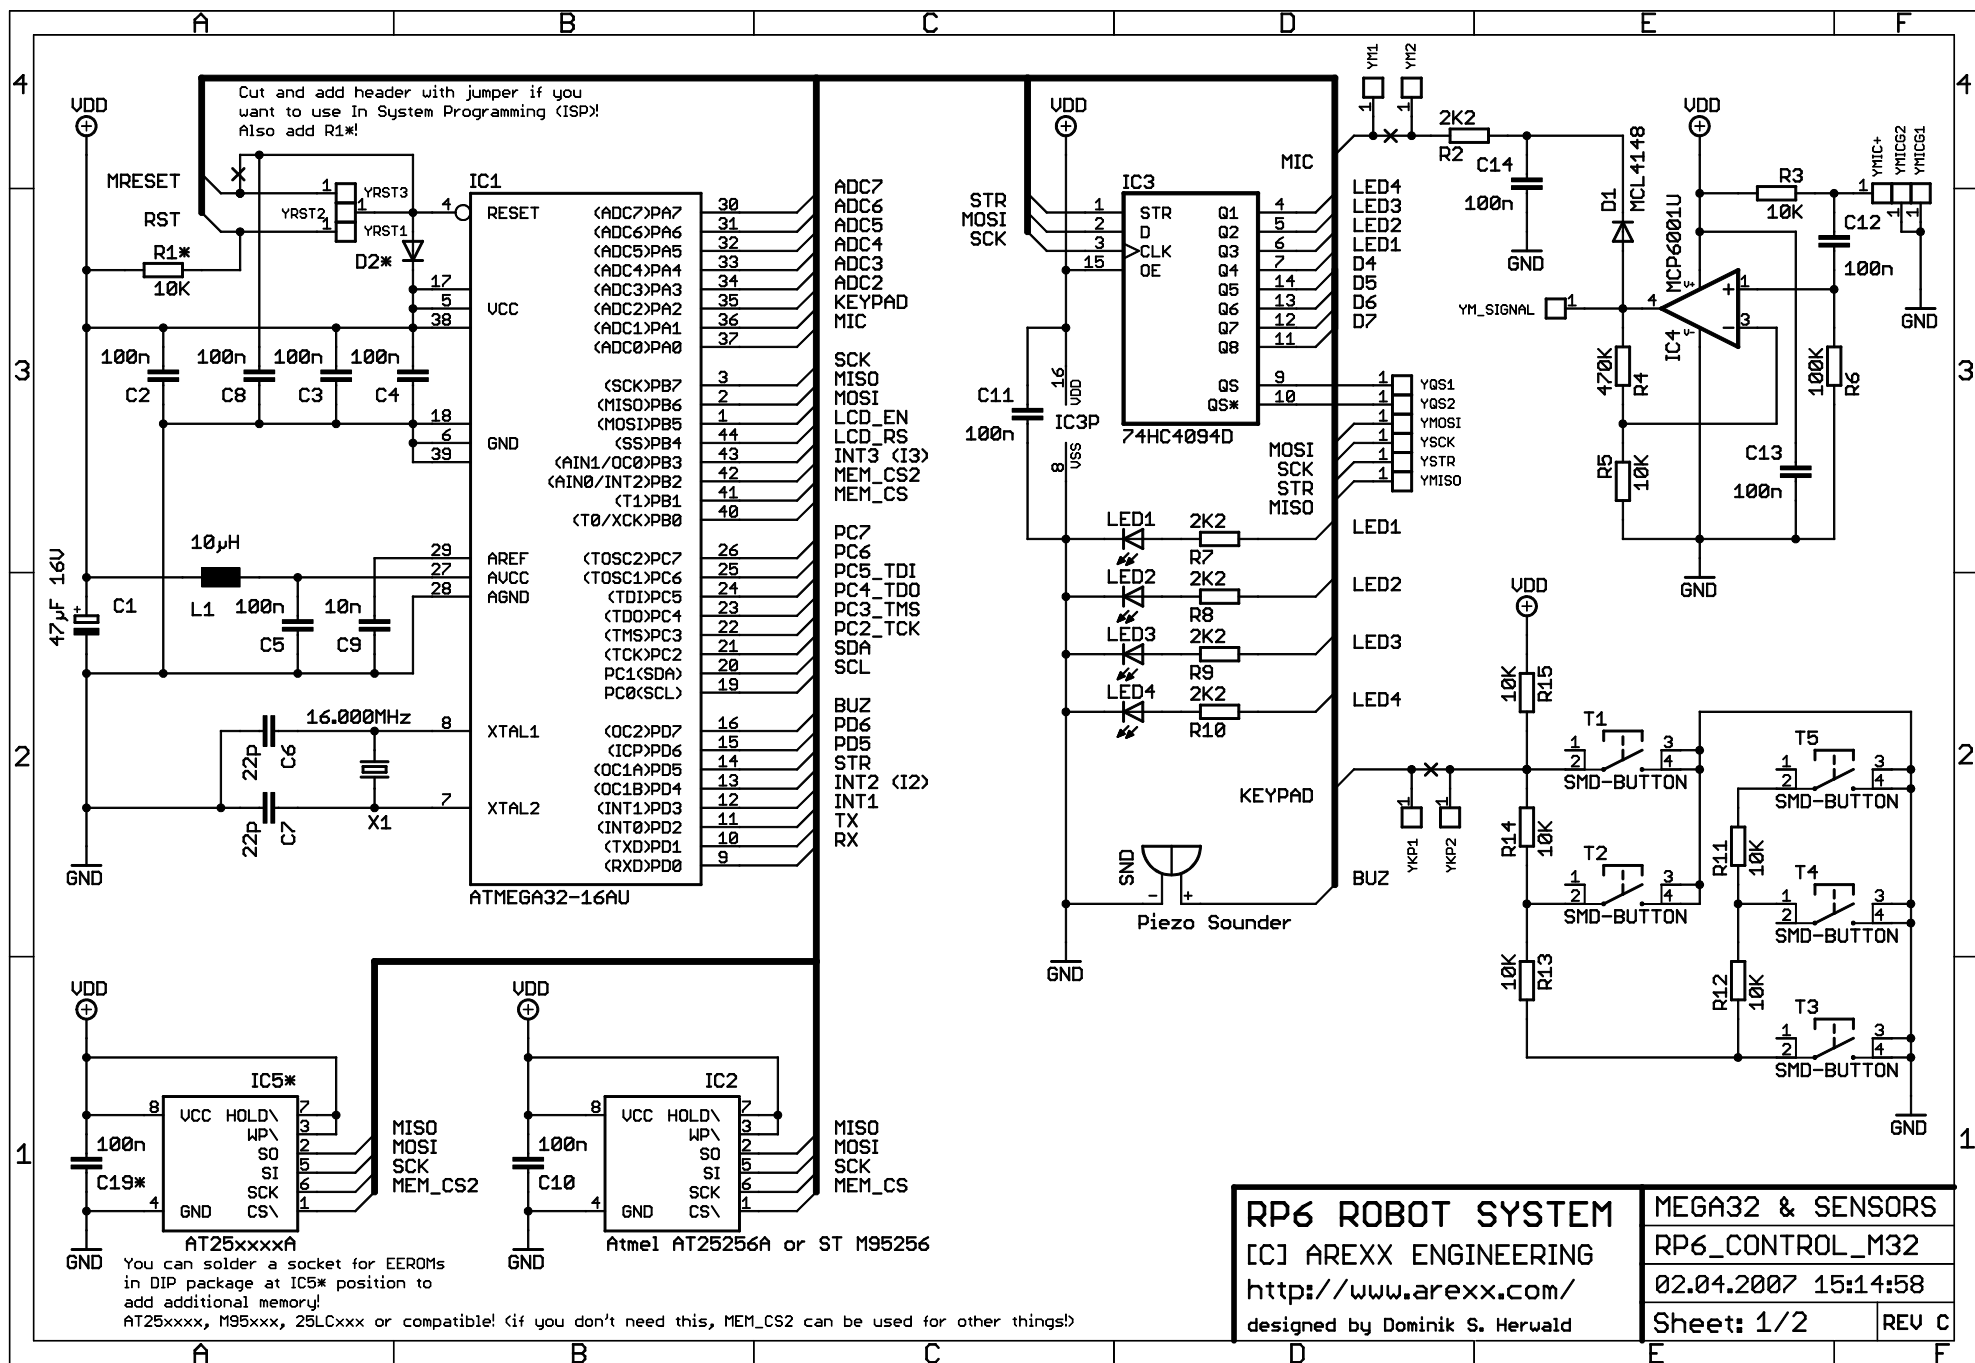 A B C D E F
4
VDD
Cut and add header with jumper if you
want to use In System Programming (ISP)!
Also add R1*!
MRESET
RST
1 YRST3
YRST2 1
1 YRST1
R1*
10K
D2*
100n C2
100n C8
100n C3
100n C4
3
47µF 16V
C1
10µH
L1
100n
C5
10n
C9
2
16.000MHz
22p C6
22p C7
X1
GND
IC1
4 RESET
17
5 VCC
38
18
6 GND
39
29 AREF
27 AVCC
28 AGND
8 XTAL1
7 XTAL2
(ADC7)PA7 30 ADC7
(ADC6)PA6 31 ADC6
(ADC5)PA5 32 ADC5
(ADC4)PA4 33 ADC4
(ADC3)PA3 34 ADC3
(ADC2)PA2 35 ADC2
(ADC1)PA1 36 KEYPAD
(ADC0)PA0 37 MIC
(SCK)PB7 3 SCK
(MISO)PB6 2 MISO
(MOSI)PB5 1 MOSI
(SS)PB4 44 LCD_EN
(AIN1/OC0)PB3 43 LCD_RS
(AIN0/INT2)PB2 42 INT3 (I3)
(T1)PB1 41 MEM_CS2
(T0/XCK)PB0 40 MEM_CS
(TOSC2)PC7 26 PC7
(TOSC1)PC6 25 PC6
(TDI)PC5 24 PC5_TDI
(TDO)PC4 23 PC4_TDO
(TMS)PC3 22 PC3_TMS
(TCK)PC2 21 PC2_TCK
PC1(SDA) 20 SDA
PC0(SCL) 19 SCL
(OC2)PD7 16 BUZ
(ICP)PD6 15 PD6
(OC1A)PD5 14 PD5
(OC1B)PD4 13 STR
(INT1)PD3 12 INT2 (I2)
(INT0)PD2 11 INT1
(TXD)PD1 10 TX
(RXD)PD0 9 RX
ATMEGA32-16AU
VDD
IC3
STR 1 STR
MOSI 2 D
SCK 3 CLK
15 OE
Q1 4 LED4
Q2 5 LED3
Q3 6 LED2
Q4 7 LED1
Q5 14 D4
Q6 13 D5
Q7 12 D6
Q8 11 D7
QS 9
QS* 10
74HC4094D
C11
100n
16 VDD
IC3P
8 VSS
1 YQS1
1 YQS2
MOSI 1 YMOSI
SCK 1 YSCK
STR 1 YSTR
MISO 1 YMISO
LED1 2K2 R7 LED1
LED2 2K2 R8 LED2
LED3 2K2 R9 LED3
LED4 2K2 R10 LED4
KEYPAD
SND
- +
Piezo Sounder
BUZ
GND
YM1 1
YM2 1
MIC
2K2
R2
C14
100n
GND
D1
MCL4148
VDD
MCP6001U
R3
10K
YMIC+
YMICG2
YMICG1
1 1 1
C12
100n
GND
YM_SIGNAL 1
4
V+
V-
+ 1
- 3
IC4
470K R4
100K R6
R5 10K
C13
100n
GND
VDD
10K R15
T1
1 2 3 4
SMD-BUTTON
T5
1 2 3 4
SMD-BUTTON
1 YKP1
1 YKP2
R14 10K
R11 10K
T2
1 2 3 4
SMD-BUTTON
T4
1 2 3 4
SMD-BUTTON
10K R13
R12 10K
T3
1 2 3 4
SMD-BUTTON
GND
1
VDD
IC5*
8 VCC
4 GND
HOLD\ 7
WP\ 3
SO 2 MISO
SI 5 MOSI
SCK 6 SCK
CS\ 1 MEM_CS2
100n
C19*
GND
AT25xxxxA
VDD
IC2
8 VCC
4 GND
HOLD\ 7
WP\ 3
SO 2 MISO
SI 5 MOSI
SCK 6 SCK
CS\ 1 MEM_CS
100n
C10
GND
Atmel AT25256A or ST M95256
You can solder a socket for EEROMs
in DIP package at IC5* position to
add additional memory!
AT25xxxx, M95xxx, 25LCxxx or compatible! (if you don't need this, MEM_CS2 can be used for other things!)
RP6 ROBOT SYSTEM
[C] AREXX ENGINEERING
http://www.arexx.com/
designed by Dominik S. Herwald
MEGA32 & SENSORS
RP6_CONTROL_M32
02.04.2007 15:14:58
Sheet: 1/2
REV C
4
3
2
1
A B C D E F